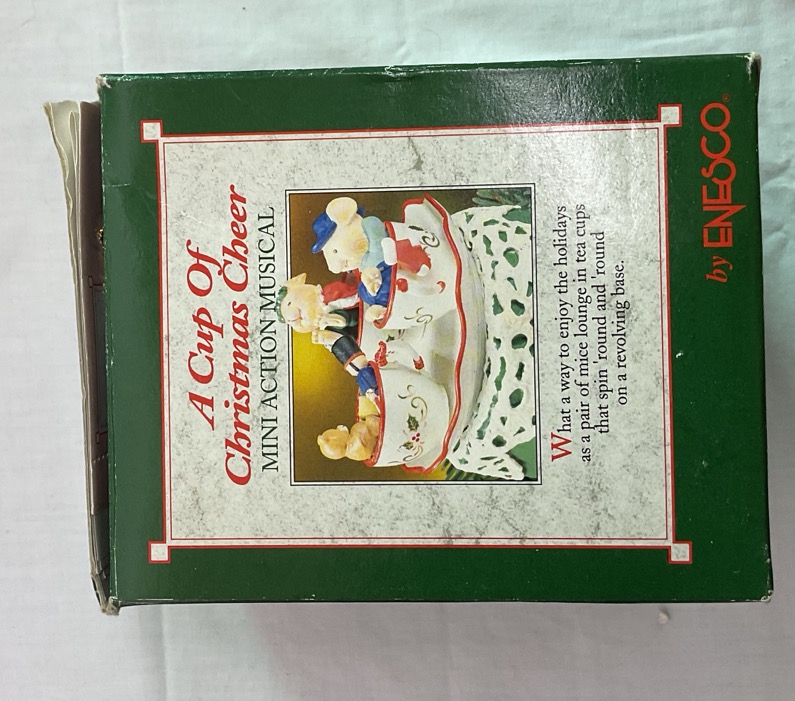 A Cup Of
Christmas Cheer
MINI ACTION MUSICAL
What a way to enjoy the holidays
as a pair of mice lounge in tea cups
that spin 'round and 'round
on a revolving base.
by ENESCO®